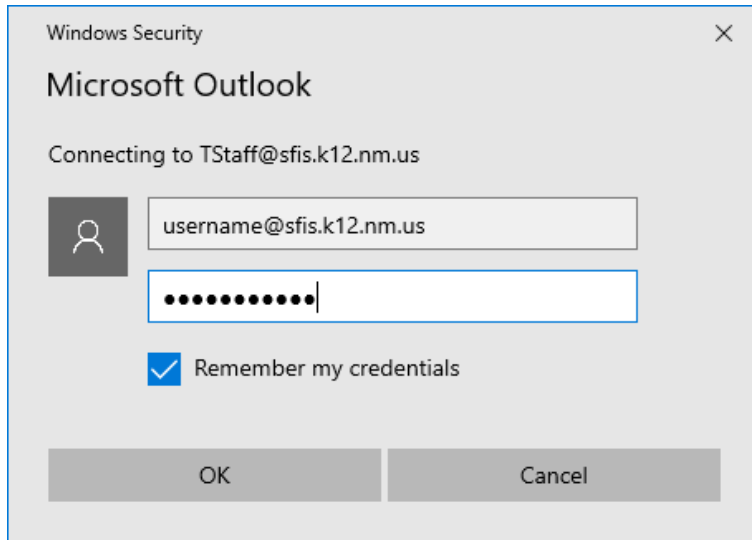 Windows Security
Microsoft Outlook
Connecting to TStaff@sfis.k12.nm.us
username@sfis.k12.nm.us
●●●●●●●●●●●
Remember my credentials
OK
Cancel